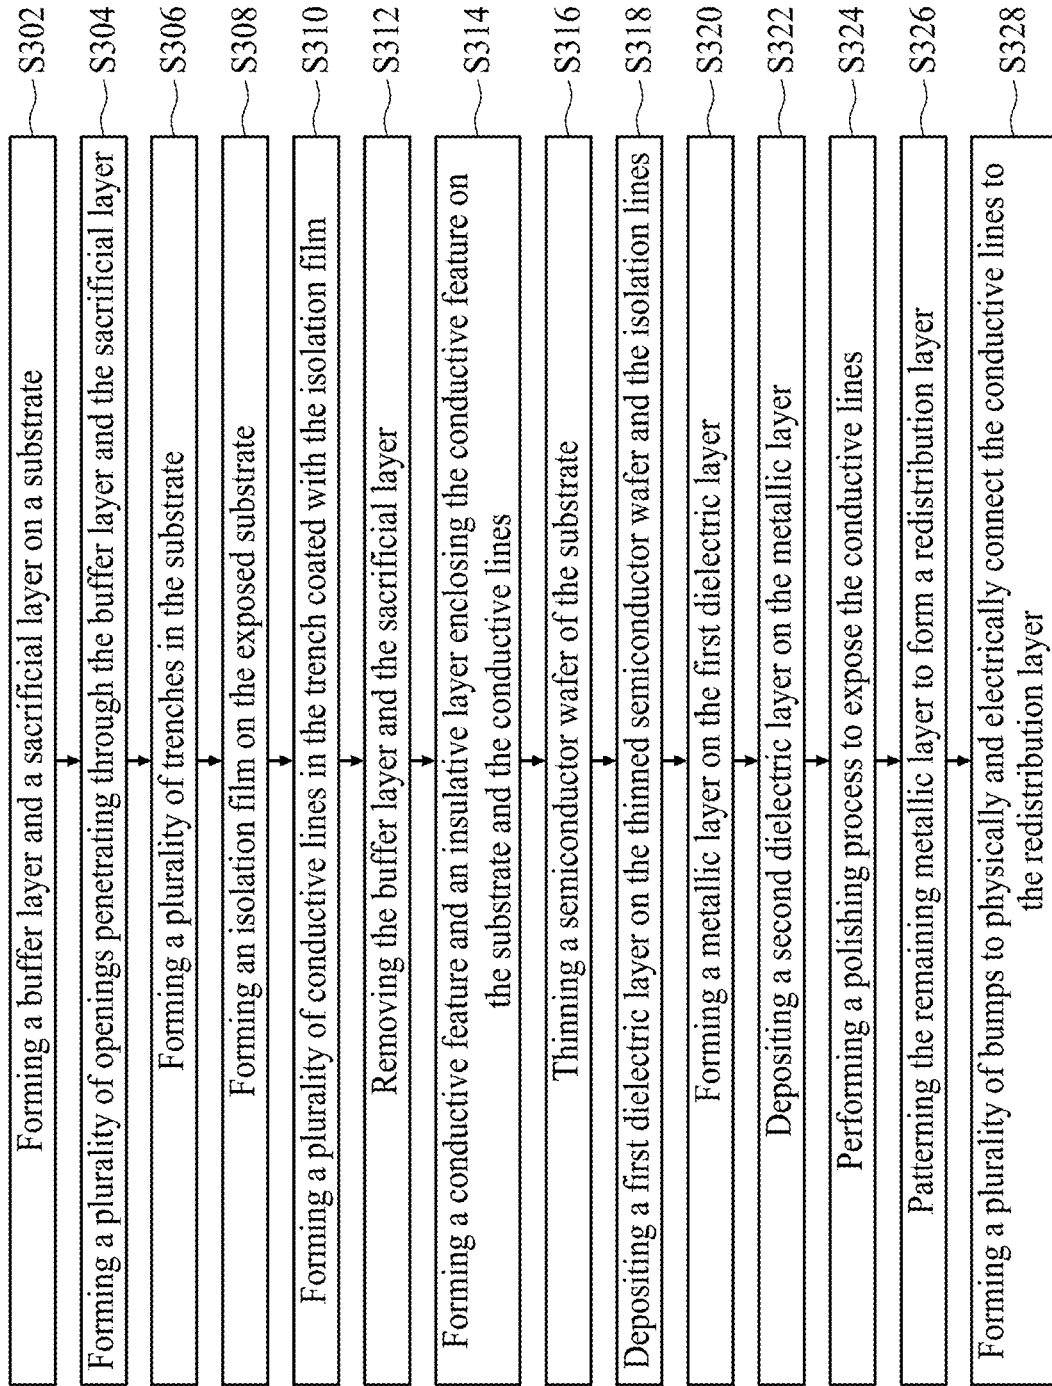 Forming a buffer layer and a sacrificial layer on a substrate
S302
Forming a plurality of openings penetrating through the buffer layer and the sacrificial layer
S304
Forming a plurality of trenches in the substrate
S306
Forming an isolation film on the exposed substrate
S308
Forming a plurality of conductive lines in the trench coated with the isolation film
S310
Removing the buffer layer and the sacrificial layer
S312
Forming a conductive feature and an insulative layer enclosing the conductive feature on
the substrate and the conductive lines
S314
Thinning a semiconductor wafer of the substrate
S316
Depositing a first dielectric layer on the thinned semiconductor wafer and the isolation lines
S318
Forming a metallic layer on the first dielectric layer
S320
Depositing a second dielectric layer on the metallic layer
S322
Performing a polishing process to expose the conductive lines
S324
Patterning the remaining metallic layer to form a redistribution layer
S326
Forming a plurality of bumps to physically and electrically connect the conductive lines to
the redistribution layer
S328